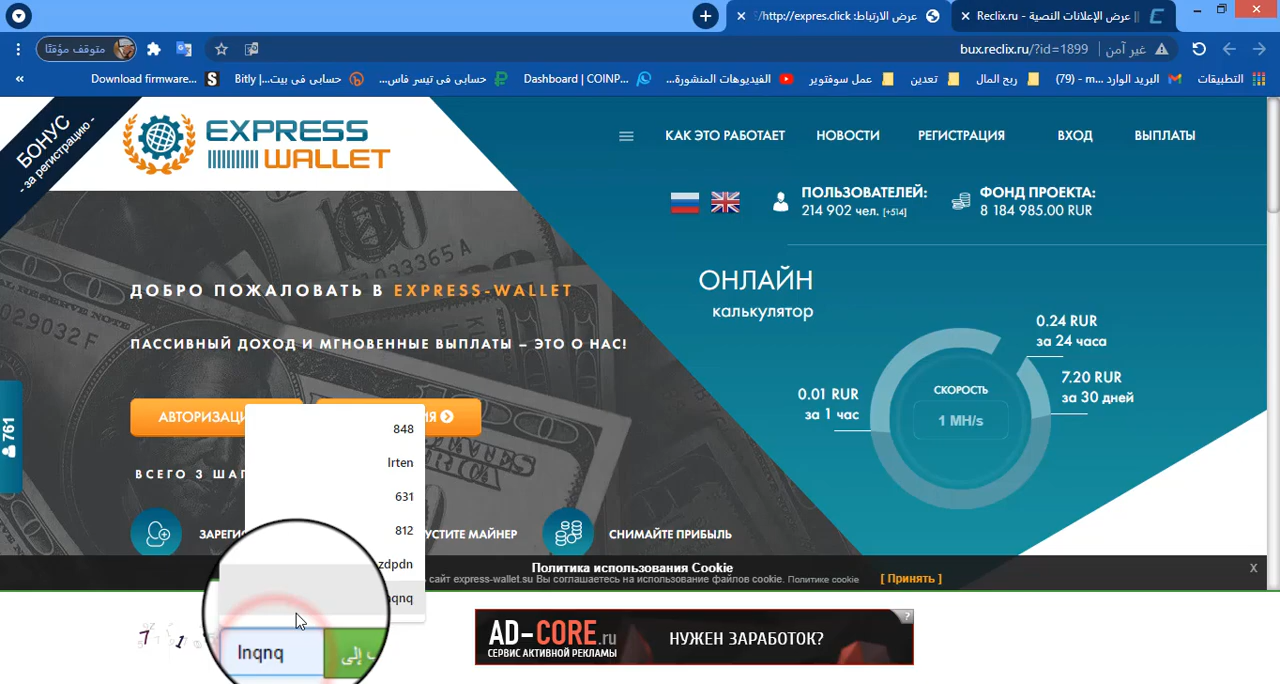 عرض الارتباط: http://expres.click/
Reclix.ru - عرض الإعلانات النصية ||
متوقف مؤقتًا
bux.reclix.ru/?id=1899
غير آمن
التطبيقات
البريد الوارد (79) - m...
ربح المال
تعدين
عمل سوفتوير
الفيديوهات المنشورة...
Dashboard | COINP...
حسابى فى تيسر فاس...
حسابى فى بيت...| Bitly
Download firmware...
БОНУС
- за регистрацию -
EXPRESS
WALLET
КАК ЭТО РАБОТАЕТ
НОВОСТИ
РЕГИСТРАЦИЯ
ВХОД
ВЫПЛАТЫ
ПОЛЬЗОВАТЕЛЕЙ:
214 902 чел. [+514]
ФОНД ПРОЕКТА:
8 184 985.00 RUR
ДОБРО ПОЖАЛОВАТЬ В EXPRESS-WALLET
ПАССИВНЫЙ ДОХОД И МГНОВЕННЫЕ ВЫПЛАТЫ – ЭТО О НАС!
ОНЛАЙН
калькулятор
0.24 RUR
за 24 часа
0.01 RUR
за 1 час
СКОРОСТЬ
1 MH/s
7.20 RUR
за 30 дней
761
848
lrten
631
812
zdpdn
СНИМАЙТЕ ПРИБЫЛЬ
Политика использования Cookie
сайт express-wallet.su Вы соглашаетесь на использование файлов cookie. Политике cookie
[ Принять ]
X
lnqnq
AD-CORE.ru
СЕРВИС АКТИВНОЙ РЕКЛАМЫ
НУЖЕН ЗАРАБОТОК?
?